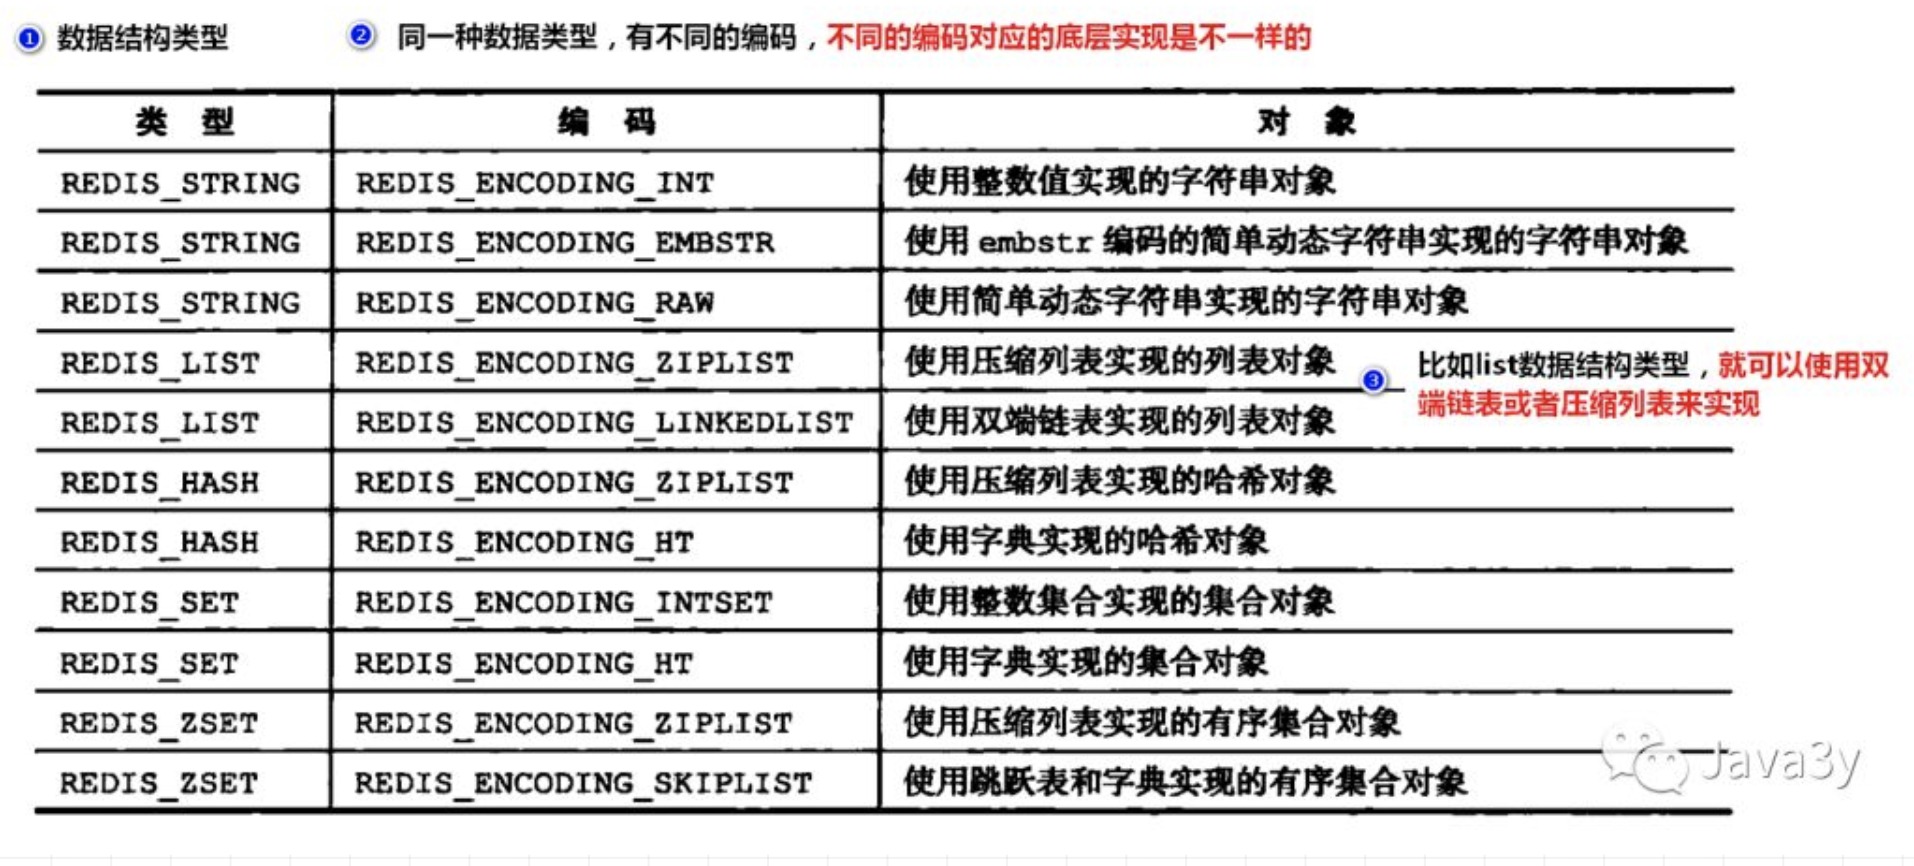 ① 数据结构类型
② 同一种数据类型，有不同的编码，不同的编码对应的底层实现是不一样的
类 型 编 码 对 象
REDIS_STRING REDIS_ENCODING_INT 使用整数值实现的字符串对象
REDIS_STRING REDIS_ENCODING_EMBSTR 使用 embstr 编码的简单动态字符串实现的字符串对象
REDIS_STRING REDIS_ENCODING_RAW 使用简单动态字符串实现的字符串对象
REDIS_LIST REDIS_ENCODING_ZIPLIST 使用压缩列表实现的列表对象
REDIS_LIST REDIS_ENCODING_LINKEDLIST 使用双端链表实现的列表对象
③ 比如list数据结构类型，就可以使用双
端链表或者压缩列表来实现
REDIS_HASH REDIS_ENCODING_ZIPLIST 使用压缩列表实现的哈希对象
REDIS_HASH REDIS_ENCODING_HT 使用字典实现的哈希对象
REDIS_SET REDIS_ENCODING_INTSET 使用整数集合实现的集合对象
REDIS_SET REDIS_ENCODING_HT 使用字典实现的集合对象
REDIS_ZSET REDIS_ENCODING_ZIPLIST 使用压缩列表实现的有序集合对象
REDIS_ZSET REDIS_ENCODING_SKIPLIST 使用跳跃表和字典实现的有序集合对象
Java3y